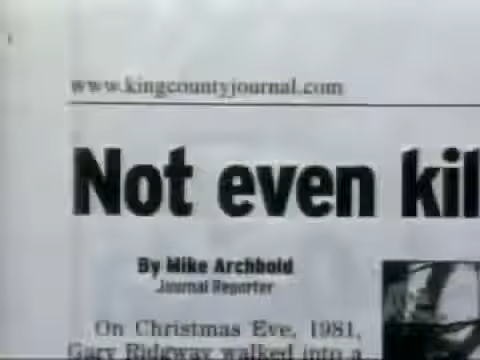 www.kingcountyjournal.com
Not even kil
By Mike Archbold
Journal Reporter
On Christmas Eve, 1981,
Gary Ridgway walked into a